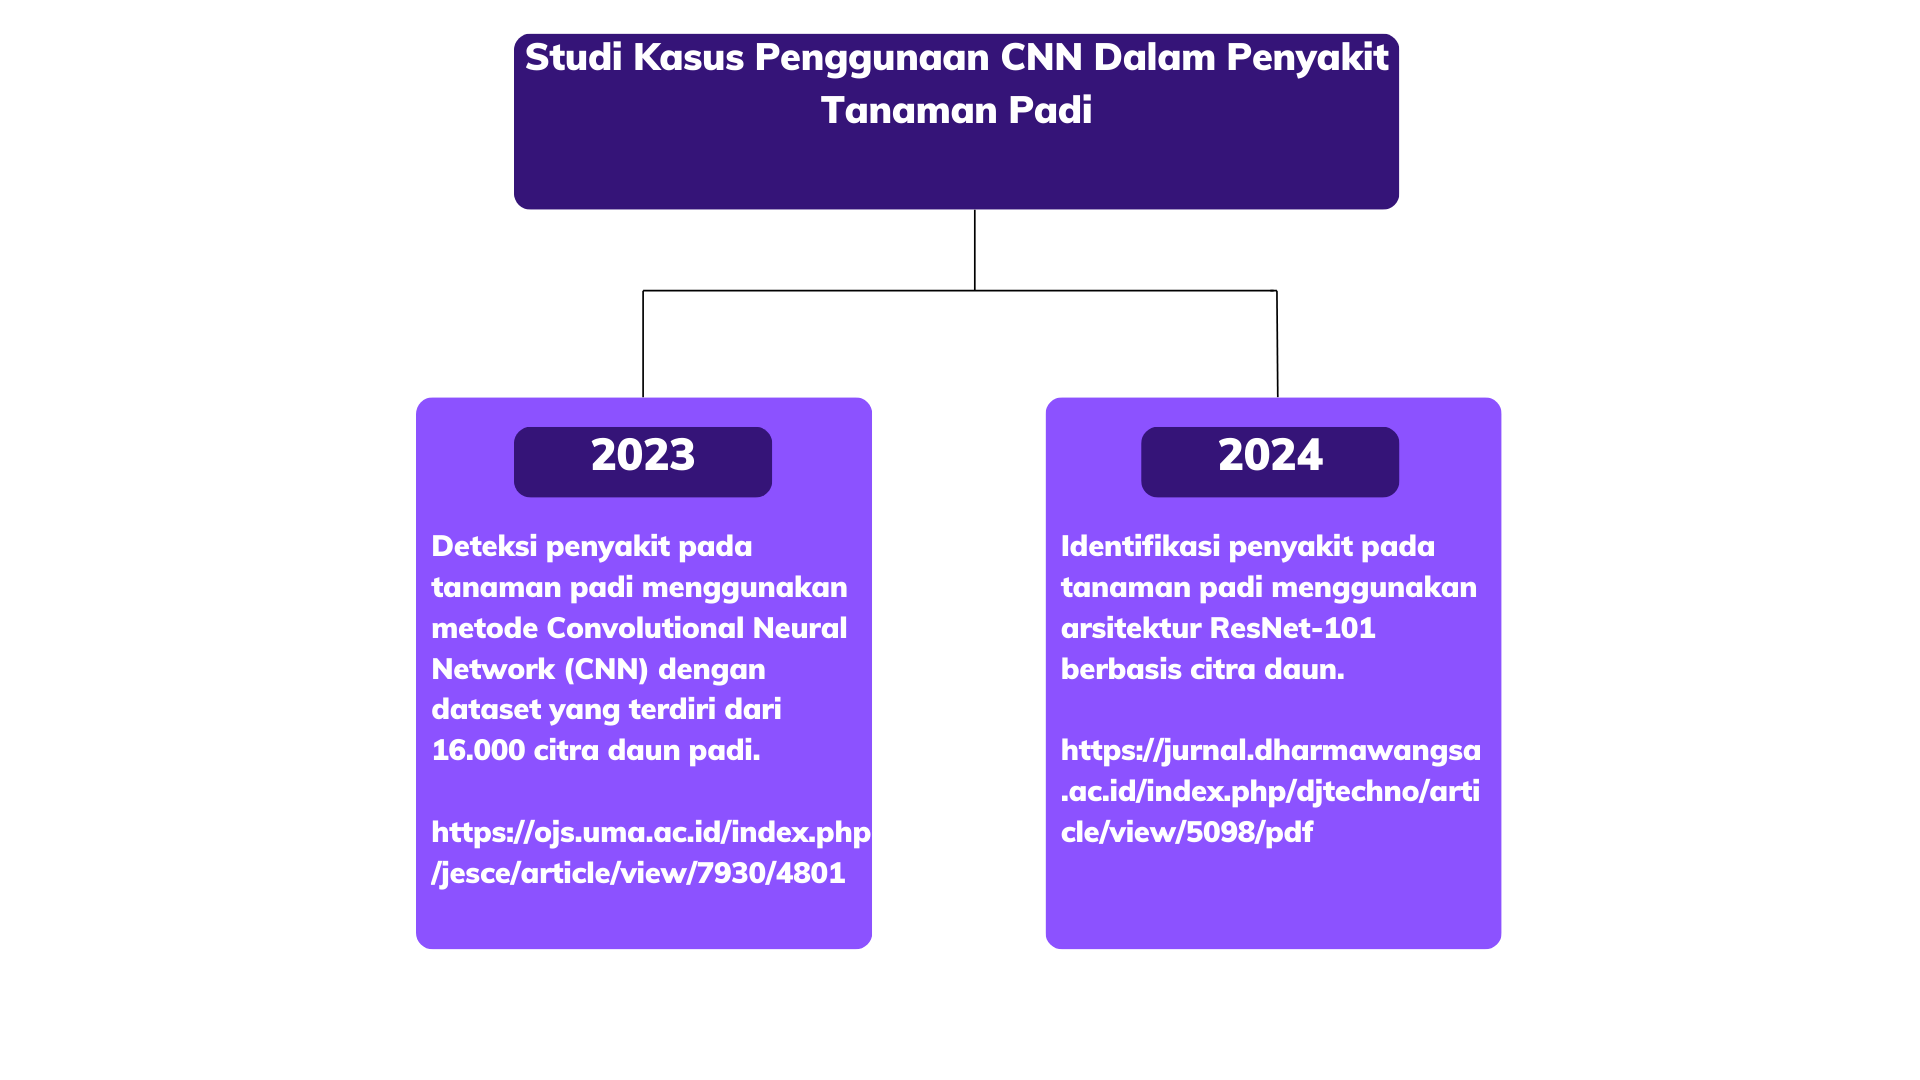 Studi Kasus Penggunaan CNN Dalam Penyakit
Tanaman Padi
2023
Deteksi penyakit pada
tanaman padi menggunakan
metode Convolutional Neural
Network (CNN) dengan
dataset yang terdiri dari
16.000 citra daun padi.
https://ojs.uma.ac.id/index.php
/jesce/article/view/7930/4801
2024
Identifikasi penyakit pada
tanaman padi menggunakan
arsitektur ResNet-101
berbasis citra daun.
https://jurnal.dharmawangsa
.ac.id/index.php/djtechno/arti
cle/view/5098/pdf